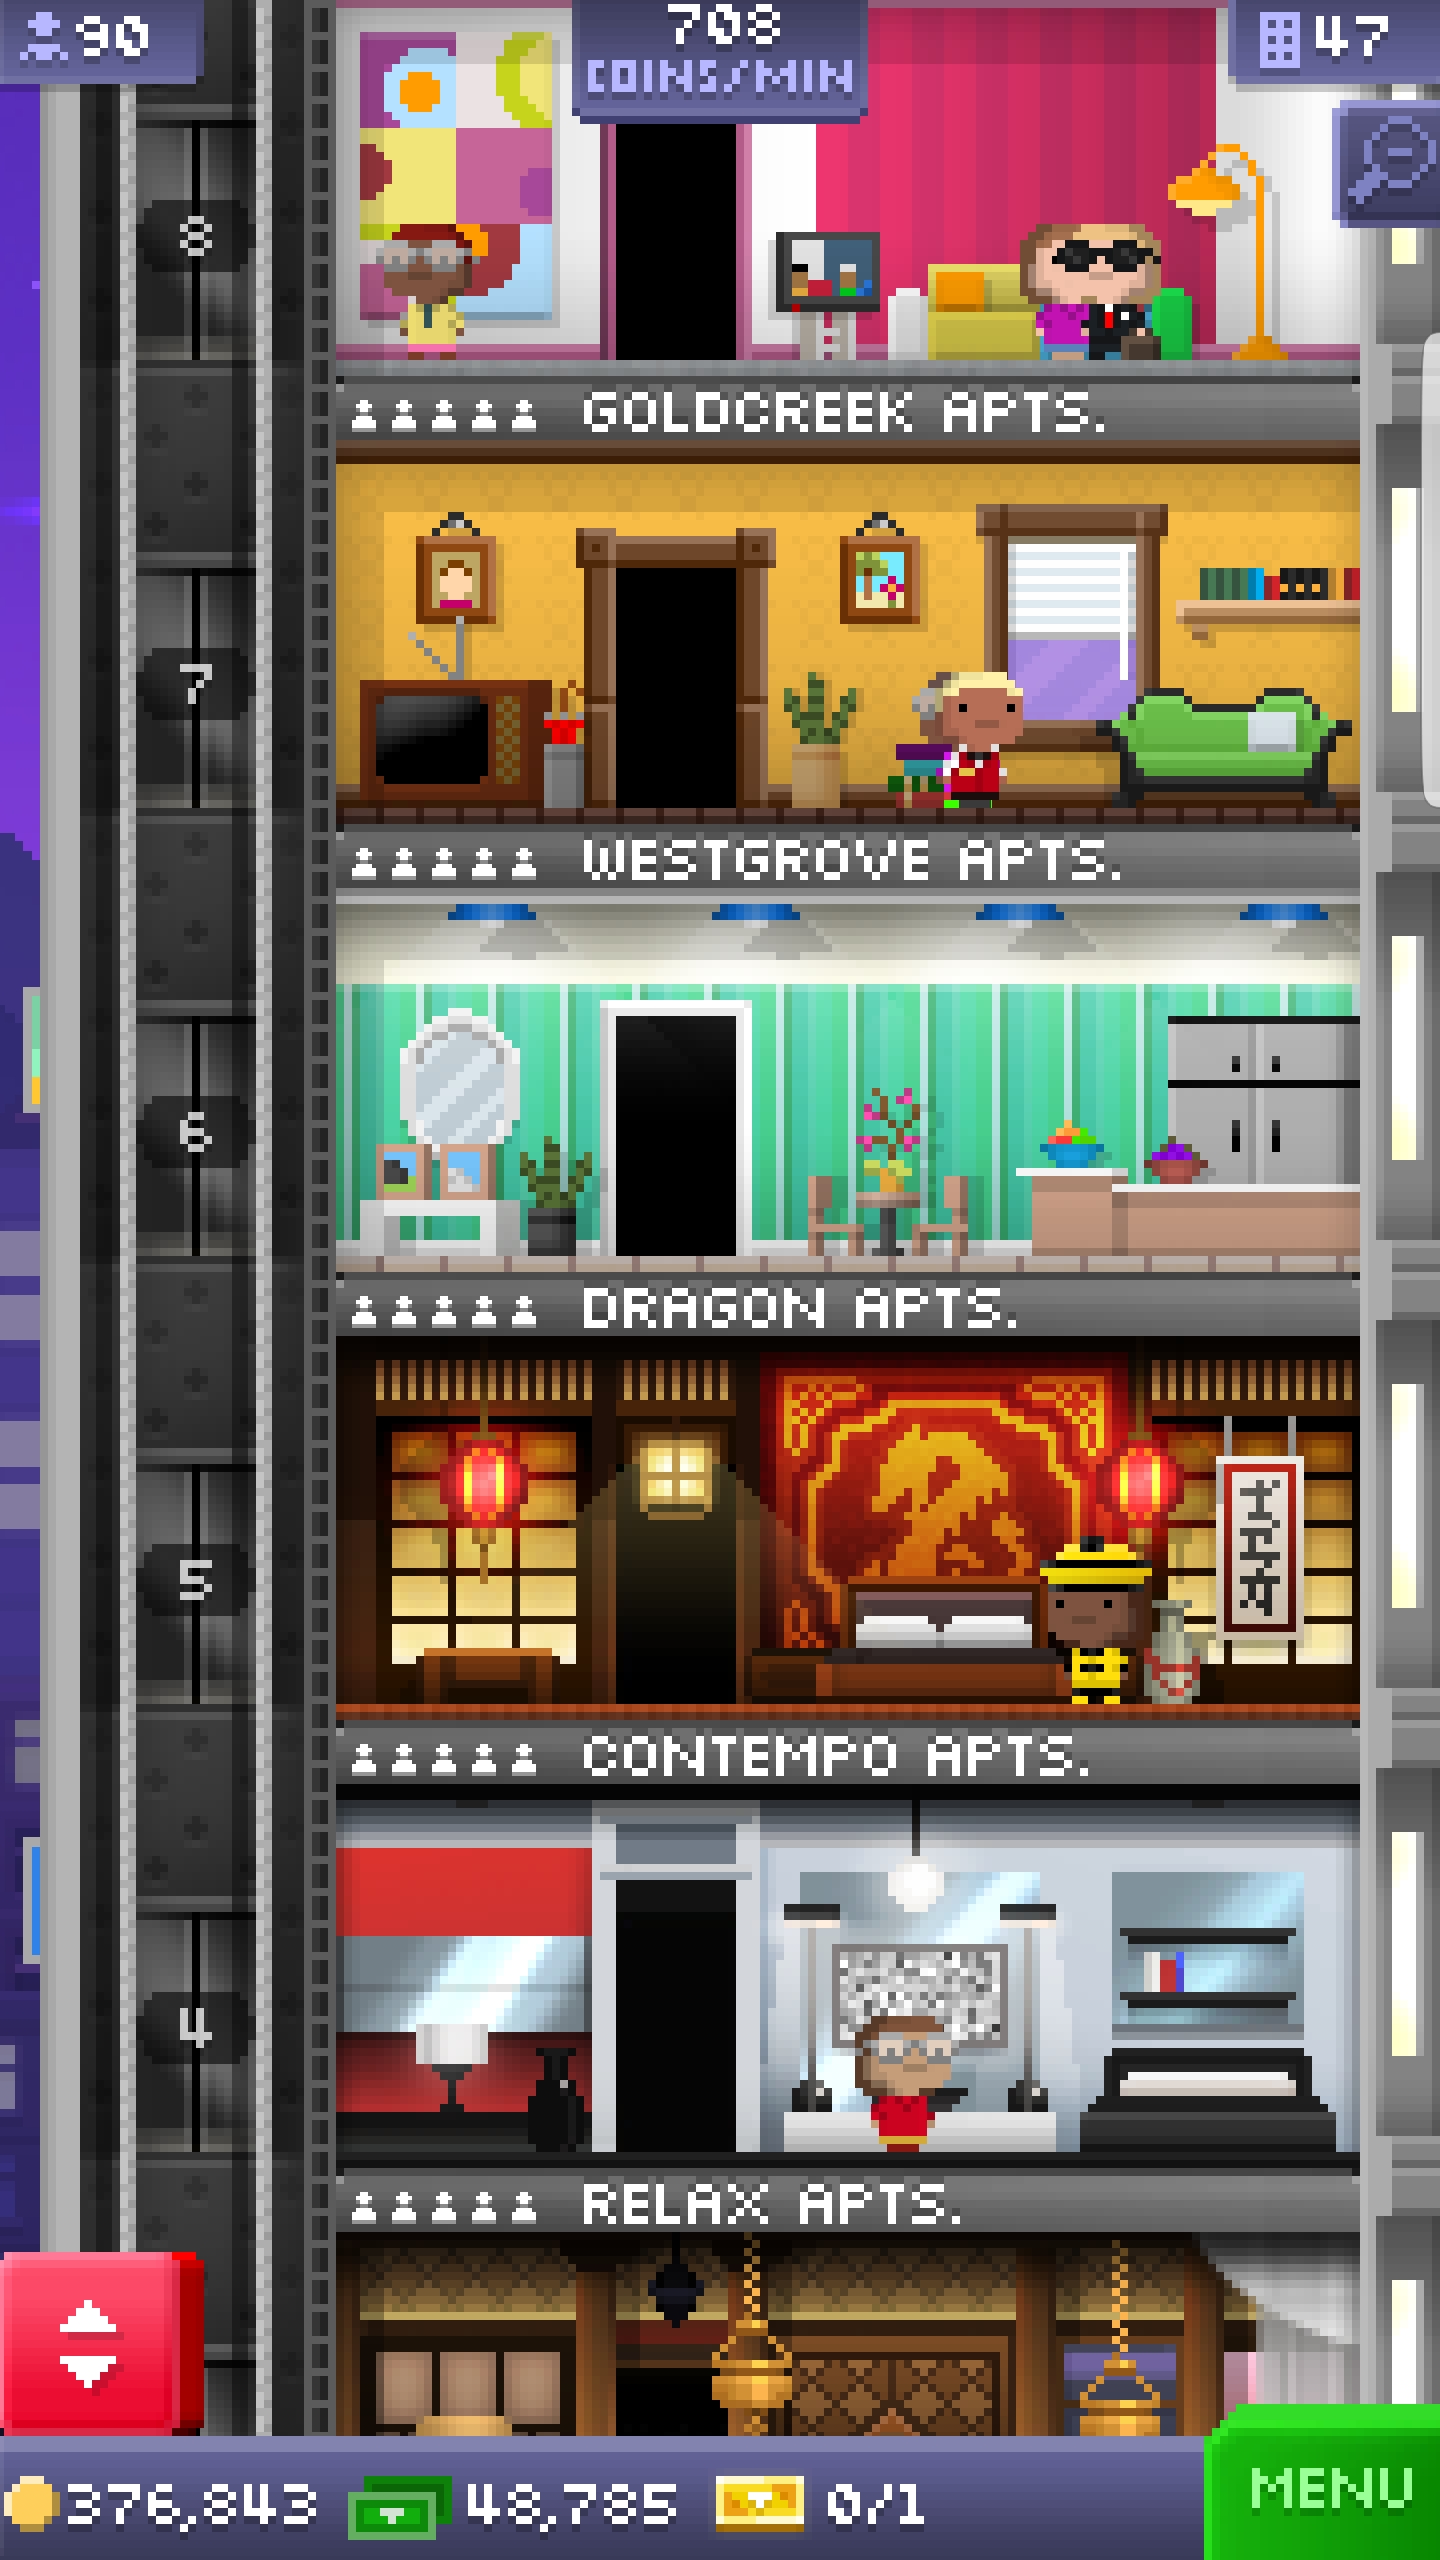 90
708
COINS/MIN
47
8
GOLDCREEK APTS.
7
WESTGROVE APTS.
6
DRAGON APTS.
5
CONTEMPO APTS.
4
RELAX APTS.
376,843 48,785 0/1
MENU